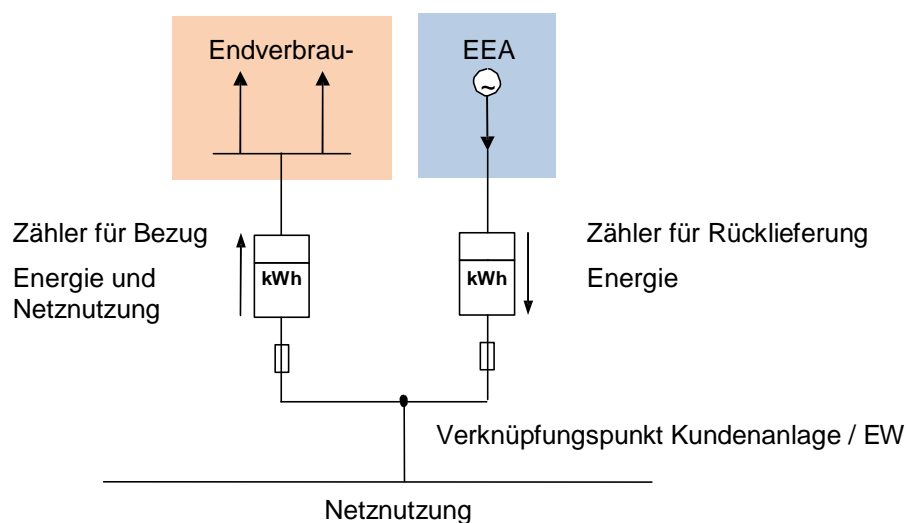 Endverbrau-
EEA
~
Zähler für Bezug
Energie und
Netznutzung
kWh
kWh
Zähler für Rücklieferung
Energie
Verknüpfungspunkt Kundenanlage / EW
Netznutzung